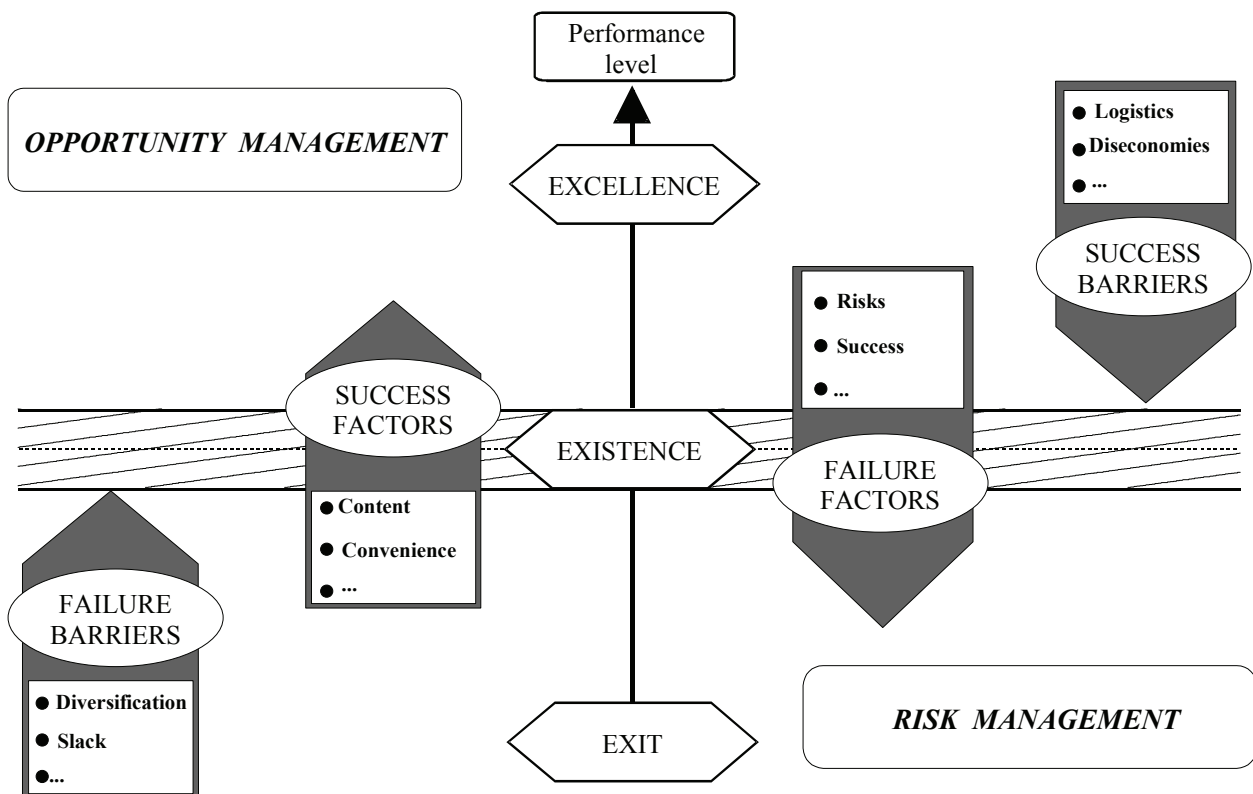 Performance
level
OPPORTUNITY MANAGEMENT
EXCELLENCE
● Logistics
● Diseconomies
● ...
SUCCESS
BARRIERS
● Risks
● Success
● ...
FAILURE
FACTORS
SUCCESS
FACTORS
● Content
● Convenience
● ...
EXISTENCE
FAILURE
BARRIERS
● Diversification
● Slack
●...
EXIT
RISK MANAGEMENT